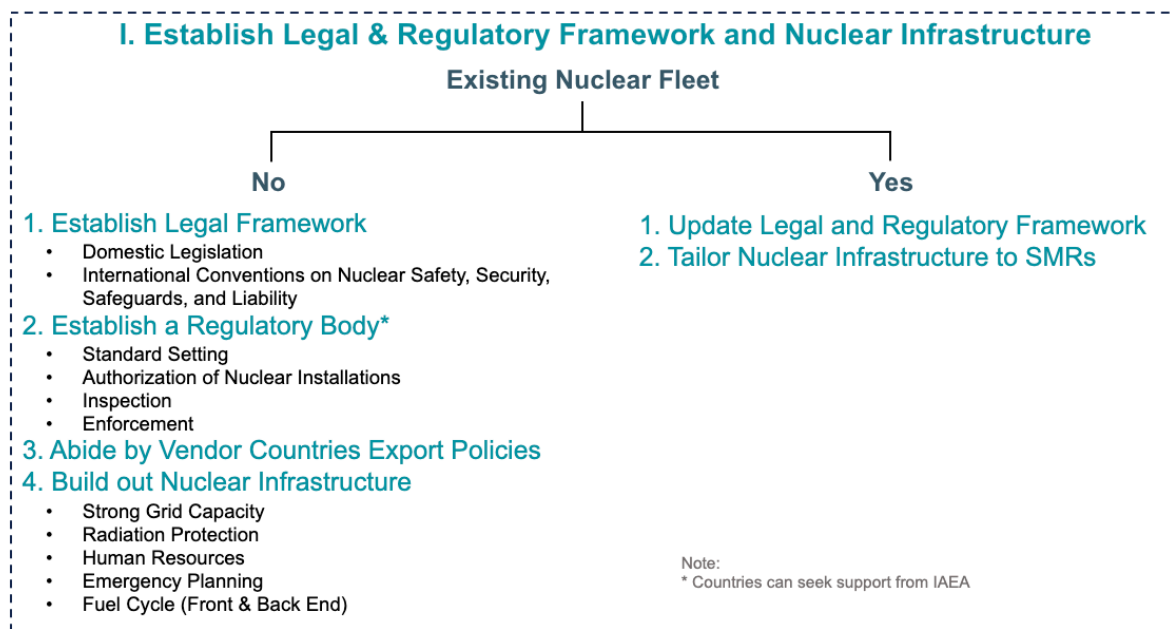 I. Establish Legal & Regulatory Framework and Nuclear Infrastructure
Existing Nuclear Fleet
No
1. Establish Legal Framework
• Domestic Legislation
• International Conventions on Nuclear Safety, Security,
Safeguards, and Liability
2. Establish a Regulatory Body*
• Standard Setting
• Authorization of Nuclear Installations
• Inspection
• Enforcement
3. Abide by Vendor Countries Export Policies
4. Build out Nuclear Infrastructure
• Strong Grid Capacity
• Radiation Protection
• Human Resources
• Emergency Planning
• Fuel Cycle (Front & Back End)
Yes
1. Update Legal and Regulatory Framework
2. Tailor Nuclear Infrastructure to SMRs
Note:
* Countries can seek support from IAEA